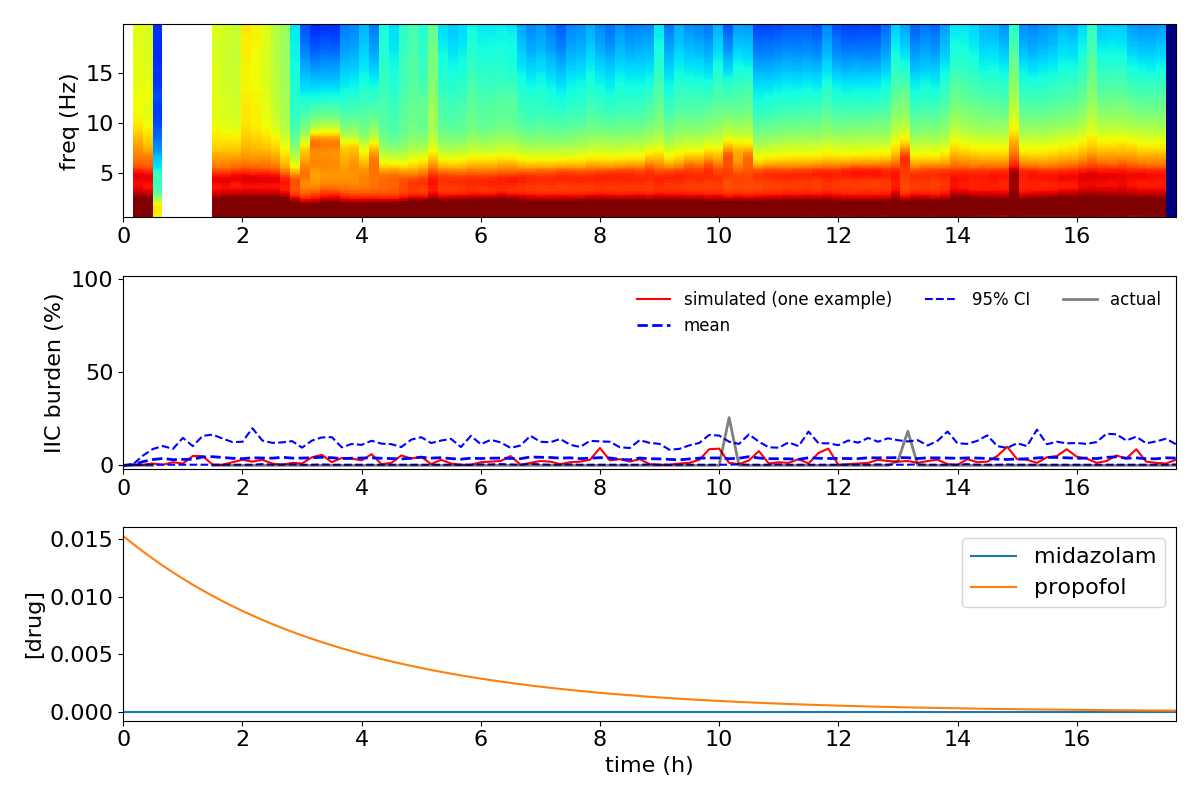 freq (Hz)
15
10
5
0 2 4 6 8 10 12 14 16
IIC burden (%)
100
50
0
simulated (one example)
mean
95% CI
actual
0 2 4 6 8 10 12 14 16
[drug]
0.015
0.010
0.005
0.000
midazolam
propofol
0 2 4 6 8 10 12 14 16
time (h)